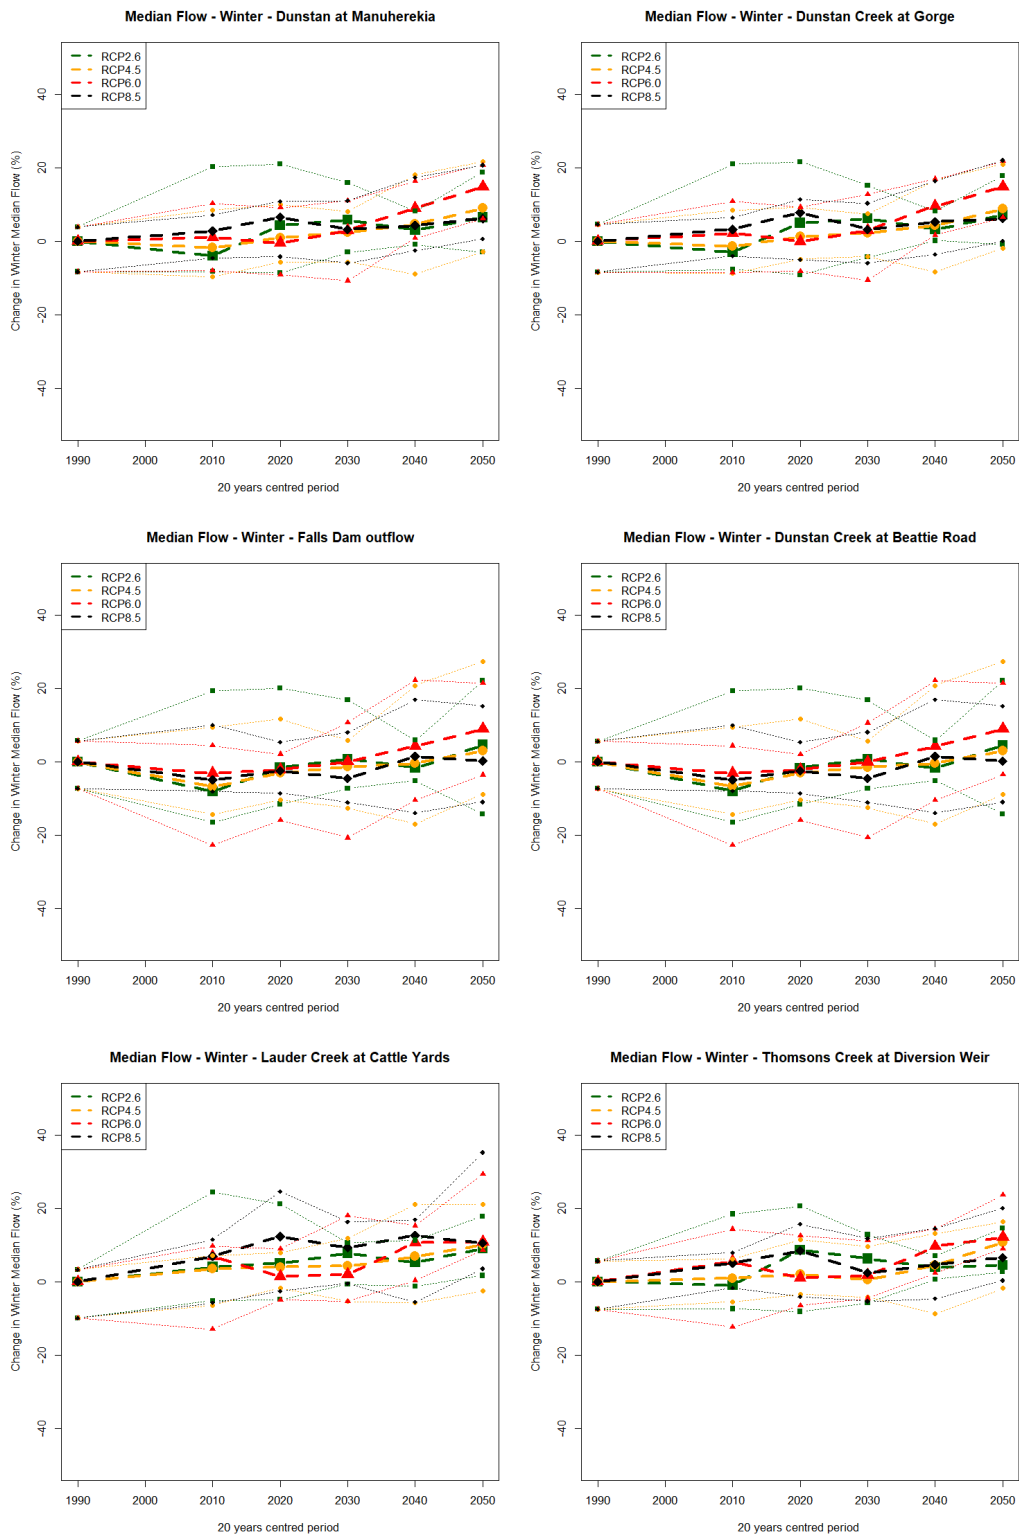 Median Flow - Winter - Dunstan at Manuherekia
RCP2.6
RCP4.5
RCP6.0
RCP8.5
Change in Winter Median Flow (%)
40
20
0
-20
-40
1990 2000 2010 2020 2030 2040 2050
20 years centred period
Median Flow - Winter - Dunstan Creek at Gorge
RCP2.6
RCP4.5
RCP6.0
RCP8.5
Change in Winter Median Flow (%)
40
20
0
-20
-40
1990 2000 2010 2020 2030 2040 2050
20 years centred period
Median Flow - Winter - Falls Dam outflow
RCP2.6
RCP4.5
RCP6.0
RCP8.5
Change in Winter Median Flow (%)
40
20
0
-20
-40
1990 2000 2010 2020 2030 2040 2050
20 years centred period
Median Flow - Winter - Dunstan Creek at Beattie Road
RCP2.6
RCP4.5
RCP6.0
RCP8.5
Change in Winter Median Flow (%)
40
20
0
-20
-40
1990 2000 2010 2020 2030 2040 2050
20 years centred period
Median Flow - Winter - Lauder Creek at Cattle Yards
RCP2.6
RCP4.5
RCP6.0
RCP8.5
Change in Winter Median Flow (%)
40
20
0
-20
-40
1990 2000 2010 2020 2030 2040 2050
20 years centred period
Median Flow - Winter - Thomsons Creek at Diversion Weir
RCP2.6
RCP4.5
RCP6.0
RCP8.5
Change in Winter Median Flow (%)
40
20
0
-20
-40
1990 2000 2010 2020 2030 2040 2050
20 years centred period